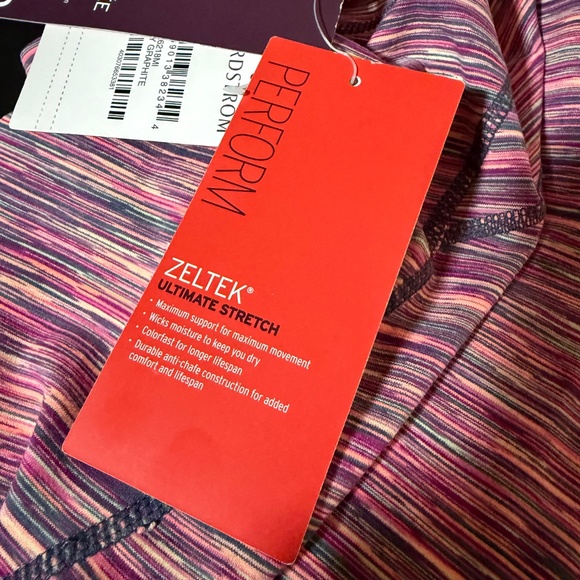 PERFORM
ZELTEK®
ULTIMATE STRETCH
· Maximum support for maximum movement
· Wicks moisture to keep you dry
· Colorfast for longer lifespan
· Durable anti-chafe construction for added
comfort and lifespan
RDSTROM
6218MI
Y GRAPHITE